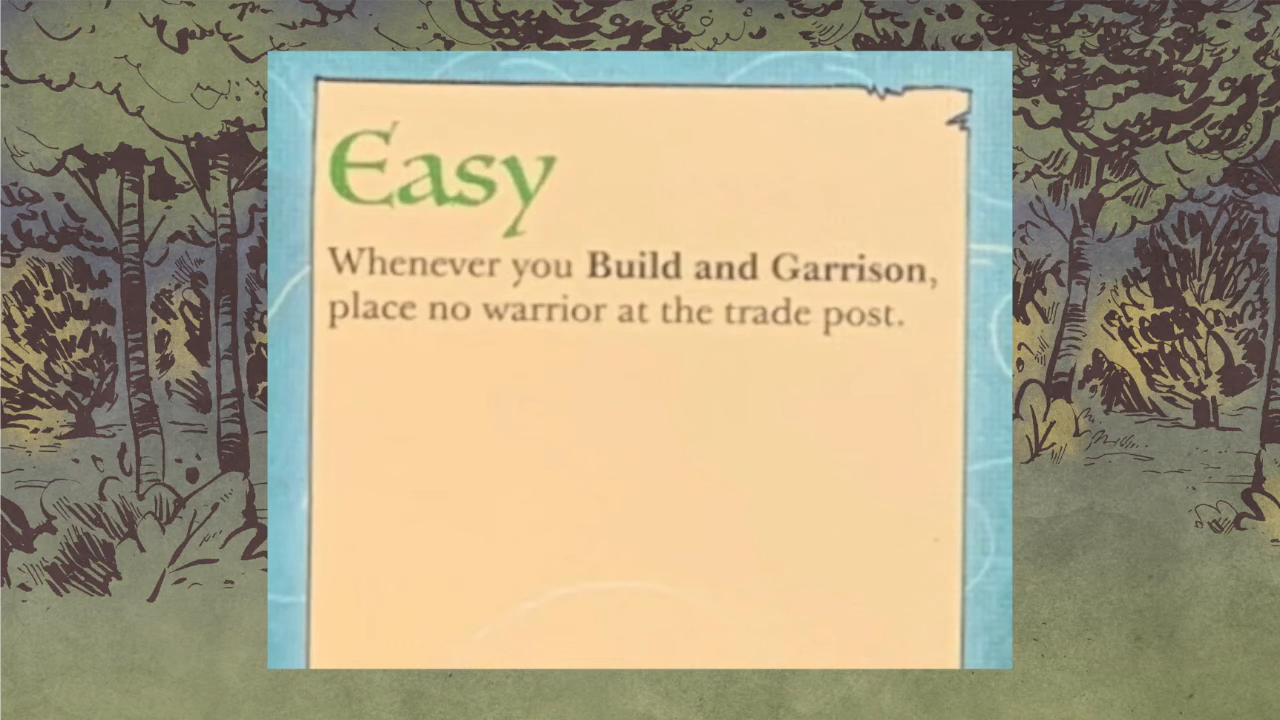 Easy
Whenever you Build and Garrison,
place no warrior at the trade post.